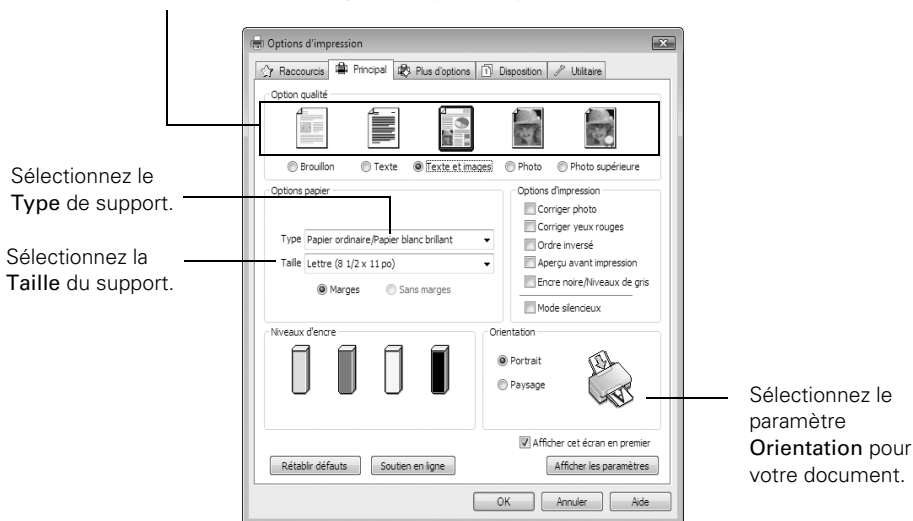 Options d'impression
Raccourcis Principal Plus d'options Disposition Utilitaire
Option qualité
Brouillon Texte Texte et images Photo Photo supérieure
Sélectionnez le
Type de support.
Sélectionnez la
Taille du support.
Options papier
Type Papier ordinaire/Papier blanc brillant
Taille Lettre (8 1/2 x 11 po)
Marges Sans marges
Options d'impression
Corriger photo
Corriger yeux rouges
Ordre inversé
Aperçu avant impression
Encre noire/Niveaux de gris
Mode silencieux
Niveaux d'encre
Orientation
Portrait
Paysage
Sélectionnez le
paramètre
Orientation pour
votre document.
Afficher cet écran en premier
Rétablir défauts Soutien en ligne Afficher les paramètres
OK Annuler Aide